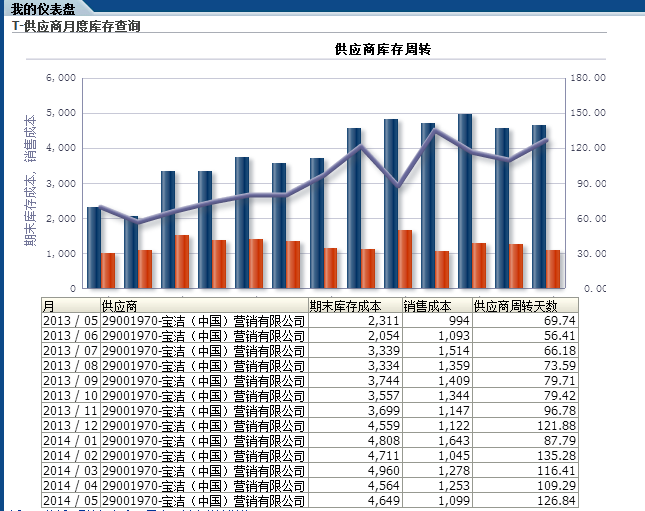 我的仪表盘
T-供应商月度库存查询
供应商库存周转
期末库存成本, 销售成本
6,000
5,000
4,000
3,000
2,000
1,000
0
180.00
150.00
120.00
90.00
60.00
30.00
0.00
月 供应商 期末库存成本 销售成本 供应商周转天数
2013 / 05 29001970-宝洁（中国）营销有限公司 2,311 994 69.74
2013 / 06 29001970-宝洁（中国）营销有限公司 2,054 1,093 56.41
2013 / 07 29001970-宝洁（中国）营销有限公司 3,339 1,514 66.18
2013 / 08 29001970-宝洁（中国）营销有限公司 3,334 1,359 73.59
2013 / 09 29001970-宝洁（中国）营销有限公司 3,744 1,409 79.71
2013 / 10 29001970-宝洁（中国）营销有限公司 3,557 1,344 79.42
2013 / 11 29001970-宝洁（中国）营销有限公司 3,699 1,147 96.78
2013 / 12 29001970-宝洁（中国）营销有限公司 4,559 1,122 121.88
2014 / 01 29001970-宝洁（中国）营销有限公司 4,808 1,643 87.79
2014 / 02 29001970-宝洁（中国）营销有限公司 4,711 1,045 135.28
2014 / 03 29001970-宝洁（中国）营销有限公司 4,960 1,278 116.41
2014 / 04 29001970-宝洁（中国）营销有限公司 4,564 1,253 109.29
2014 / 05 29001970-宝洁（中国）营销有限公司 4,649 1,099 126.84